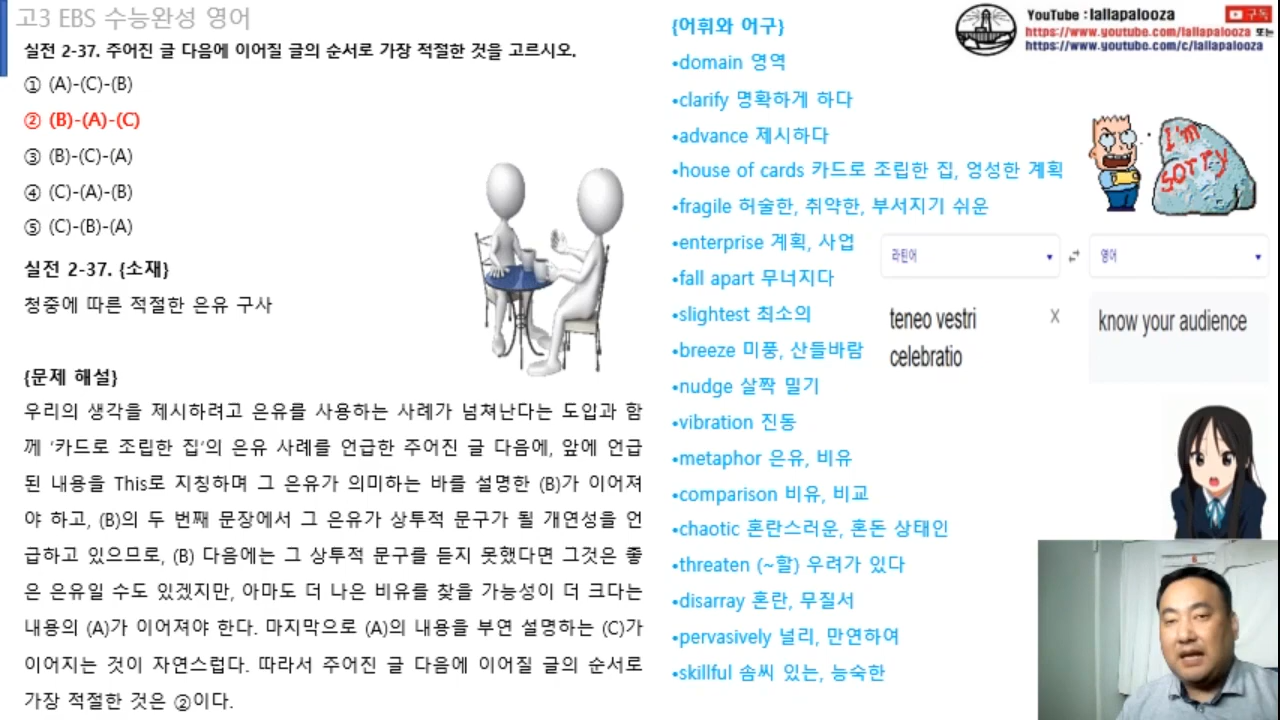 고3 EBS 수능완성 영어
실전 2-37. 주어진 글 다음에 이어질 글의 순서로 가장 적절한 것을 고르시오.
① (A)-(C)-(B)
② (B)-(A)-(C)
③ (B)-(C)-(A)
④ (C)-(A)-(B)
⑤ (C)-(B)-(A)
실전 2-37. {소재}
청중에 따른 적절한 은유 구사
{문제 해설}
우리의 생각을 제시하려고 은유를 사용하는 사례가 넘쳐난다는 도입과 함
께 ‘카드로 조립한 집’의 은유 사례를 언급한 주어진 글 다음에, 앞에 언급
된 내용을 This로 지칭하며 그 은유가 의미하는 바를 설명한 (B)가 이어져
야 하고, (B)의 두 번째 문장에서 그 은유가 상투적 문구가 될 개연성을 언
급하고 있으므로, (B) 다음에는 그 상투적 문구를 듣지 못했다면 그것은 좋
은 은유일 수도 있겠지만, 아마도 더 나은 비유를 찾을 가능성이 더 크다는
내용의 (A)가 이어져야 한다. 마지막으로 (A)의 내용을 부연 설명하는 (C)가
이어지는 것이 자연스럽다. 따라서 주어진 글 다음에 이어질 글의 순서로
가장 적절한 것은 ②이다.
{어휘와 어구}
•domain 영역
•clarify 명확하게 하다
•advance 제시하다
•house of cards 카드로 조립한 집, 엉성한 계획
•fragile 허술한, 취약한, 부서지기 쉬운
•enterprise 계획, 사업
•fall apart 무너지다
•slightest 최소의
•breeze 미풍, 산들바람
•nudge 살짝 밀기
•vibration 진동
•metaphor 은유, 비유
•comparison 비유, 비교
•chaotic 혼란스러운, 혼돈 상태인
•threaten (~할) 우려가 있다
•disarray 혼란, 무질서
•pervasively 널리, 만연하여
•skillful 솜씨 있는, 능숙한
YouTube : lallapalooza
구독
https://www.youtube.com/lallapalooza 또는
https://www.youtube.com/c/lallapalooza
I'm
SORRY
라틴어
영어
teneo vestri
celebratio
X
know your audience